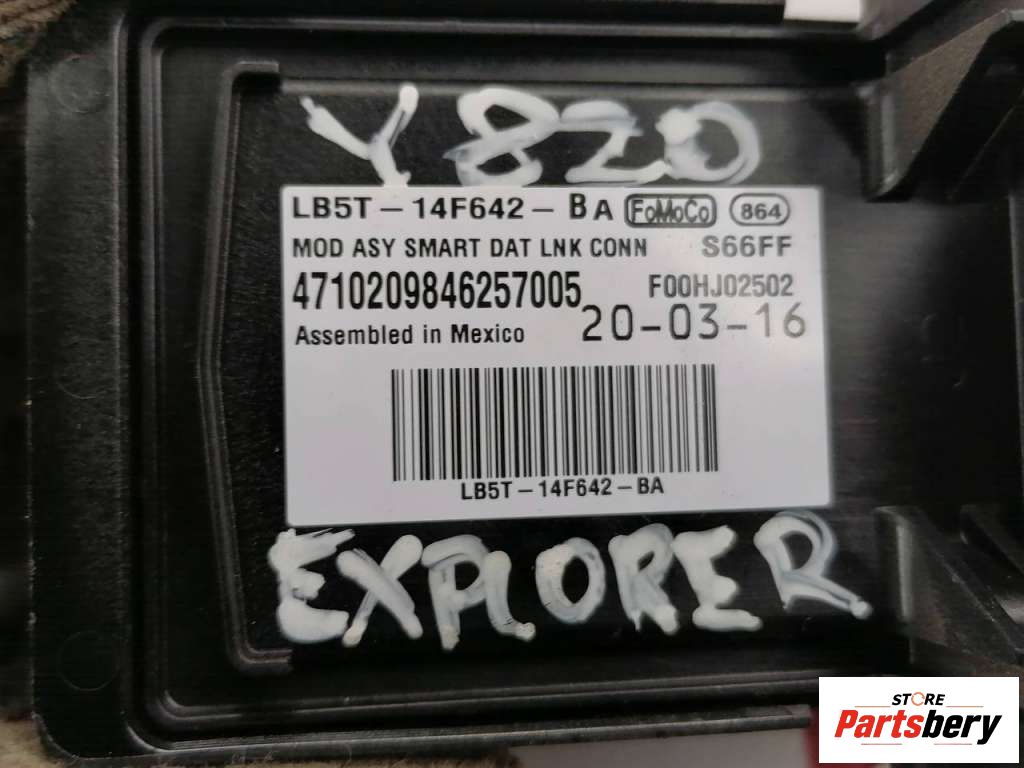 Y820
LB5T-14F642-BA FoMoCo 864
MOD ASY SMART DAT LNK CONN S66FF
4710209846257005 F00HJ02502
Assembled in Mexico 20-03-16
LB5T-14F642-BA
EXPLORER
STORE
Partsbery